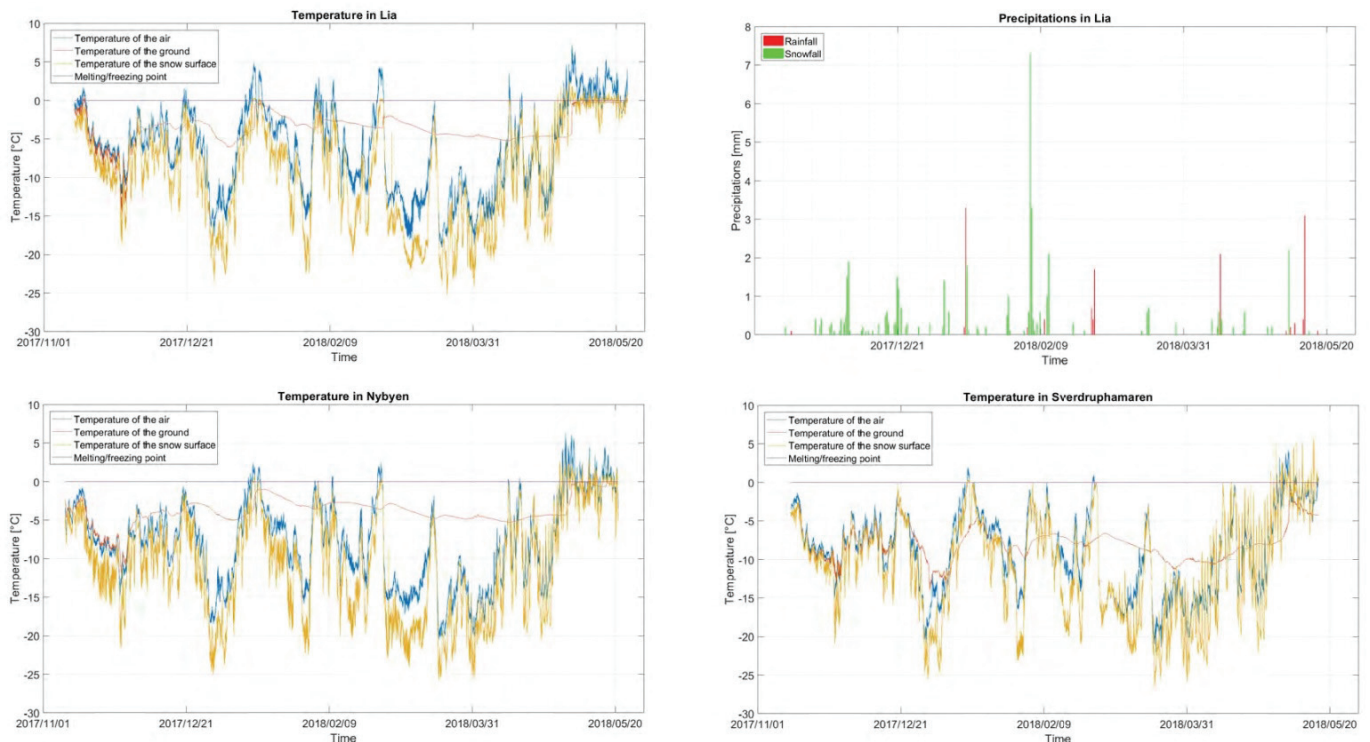 Temperature in Lia
10
5
0
-5
-10
-15
-20
-25
-30
Temperature [°C]
Temperature of the air
Temperature of the ground
Temperature of the snow surface
Melting/freezing point
2017/11/01 2017/12/21 2018/02/09 2018/03/31 2018/05/20
Time
Precipitations in Lia
8
7
6
5
4
3
2
1
0
Precipitations [mm]
Rainfall
Snowfall
2017/12/21 2018/02/09 2018/03/31 2018/05/20
Time
Temperature in Nybyen
10
5
0
-5
-10
-15
-20
-25
-30
Temperature [°C]
Temperature of the air
Temperature of the ground
Temperature of the snow surface
Melting/freezing point
2017/11/01 2017/12/21 2018/02/09 2018/03/31 2018/05/20
Time
Temperature in Sverdruphamaren
10
5
0
-5
-10
-15
-20
-25
-30
Temperature [°C]
Temperature of the air
Temperature of the ground
Temperature of the snow surface
Melting/freezing point
2017/11/01 2017/12/21 2018/02/09 2018/03/31 2018/05/20
Time